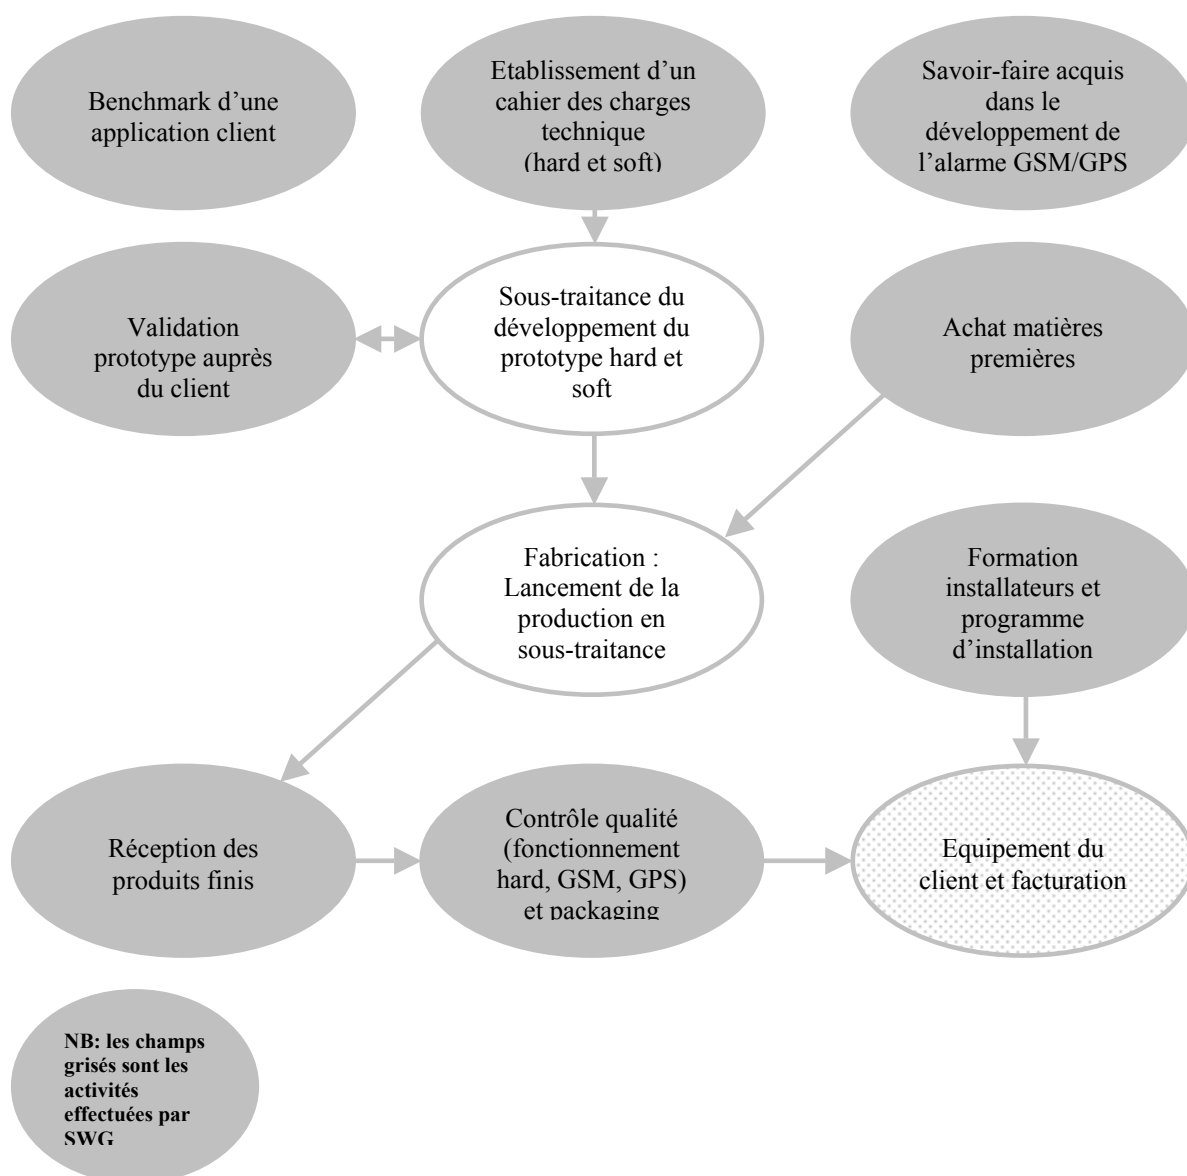 Benchmark d’une
application client
Etablissement d’un
cahier des charges
technique
(hard et soft)
Savoir-faire acquis
dans le
développement de
l’alarme GSM/GPS
Validation
prototype auprès
du client
Sous-traitance du
développement du
prototype hard et
soft
Achat matières
premières
Fabrication :
Lancement de la
production en
sous-traitance
Formation
installateurs et
programme
d’installation
Réception des
produits finis
Contrôle qualité
(fonctionnement
hard, GSM, GPS)
et packaging
Equipement du
client et facturation
NB: les champs
grisés sont les
activités
effectuées par
SWG